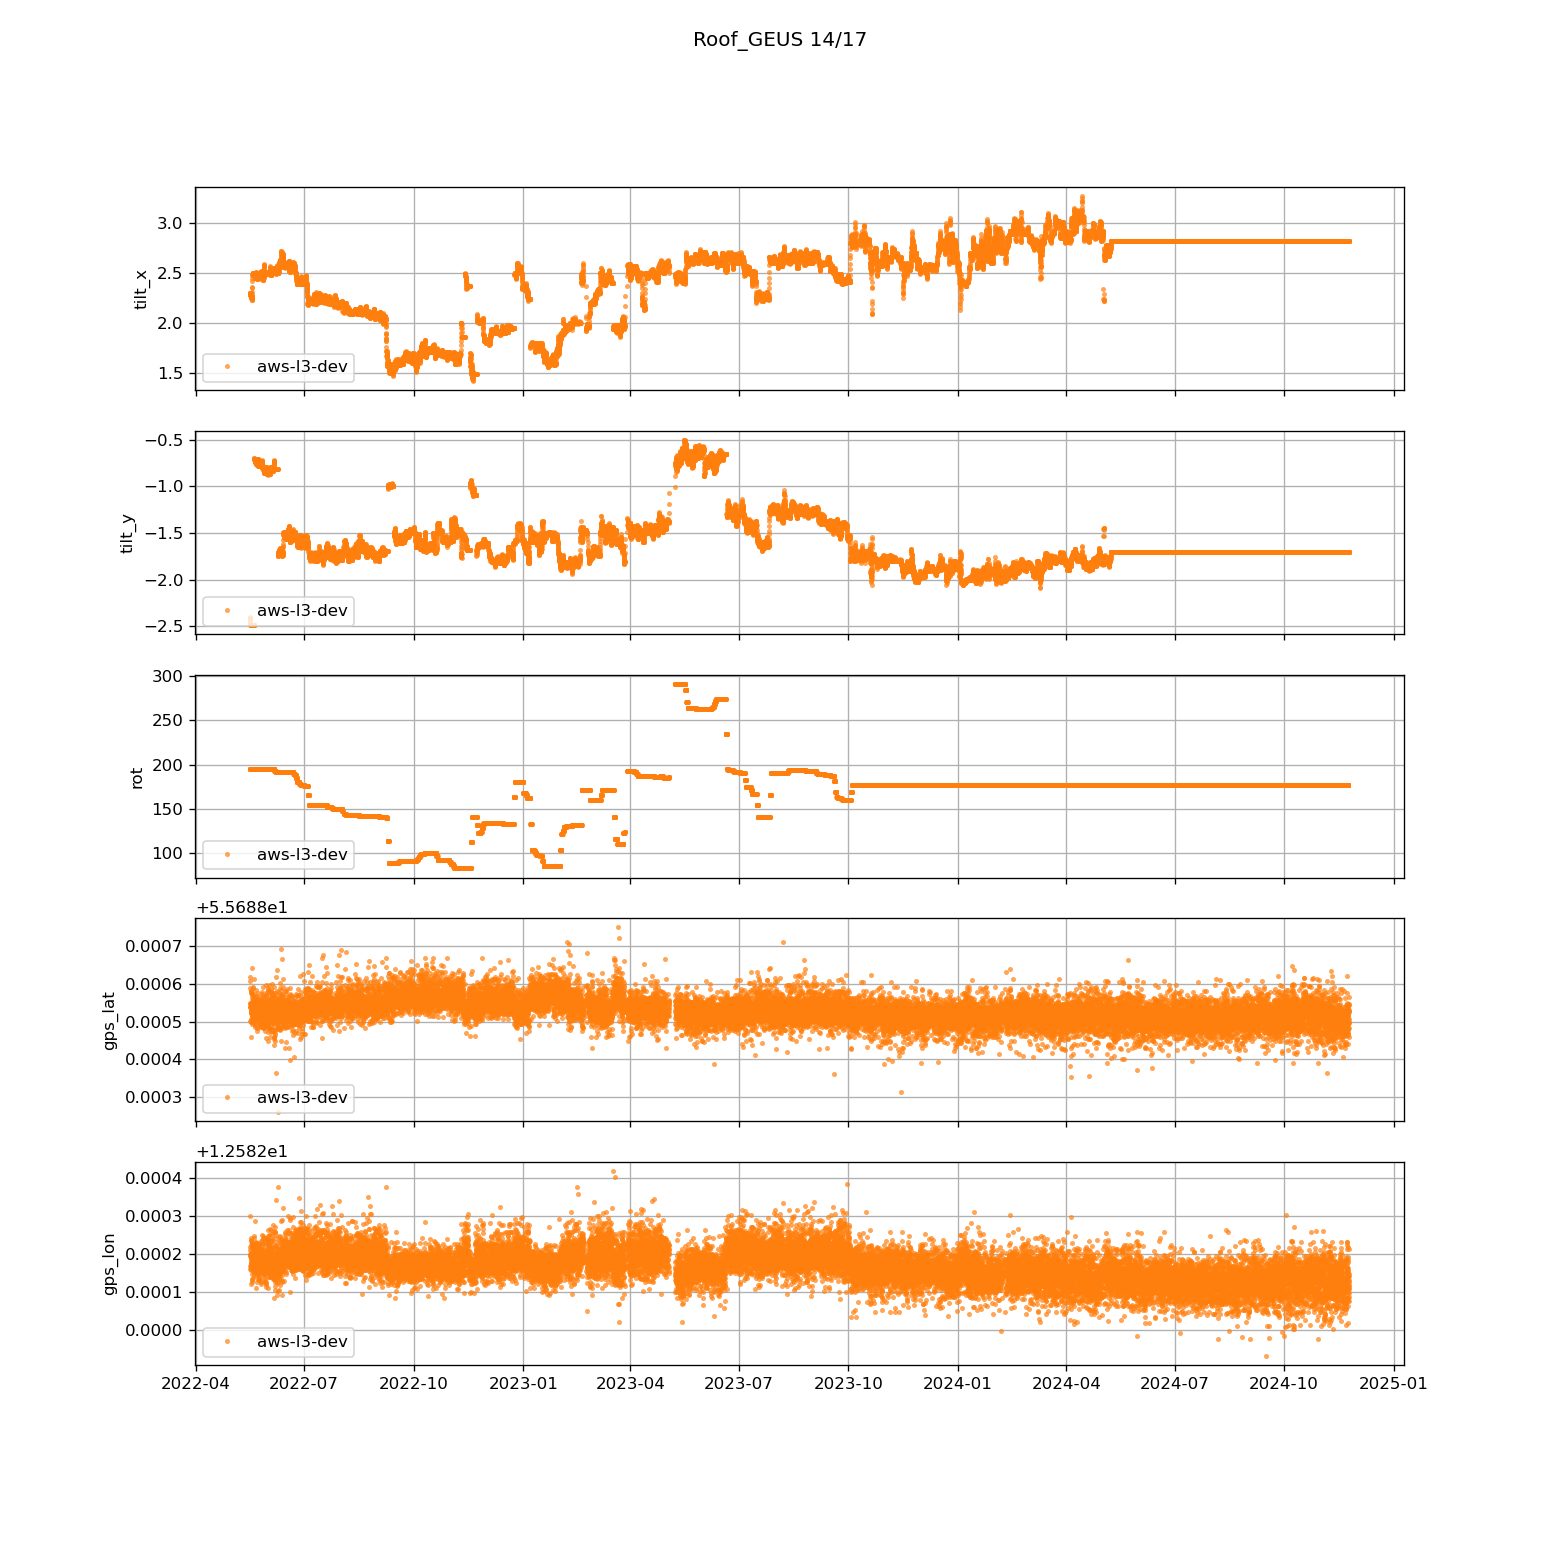 Roof_GEUS 14/17
3.0
2.5
2.0
1.5
tilt_x
aws-l3-dev
−0.5
−1.0
−1.5
−2.0
−2.5
tilt_y
aws-l3-dev
300
250
200
150
100
rot
aws-l3-dev
+5.5688e1
0.0007
0.0006
0.0005
0.0004
0.0003
gps_lat
aws-l3-dev
+1.2582e1
0.0004
0.0003
0.0002
0.0001
0.0000
gps_lon
aws-l3-dev
2022-04 2022-07 2022-10 2023-01 2023-04 2023-07 2023-10 2024-01 2024-04 2024-07 2024-10 2025-01